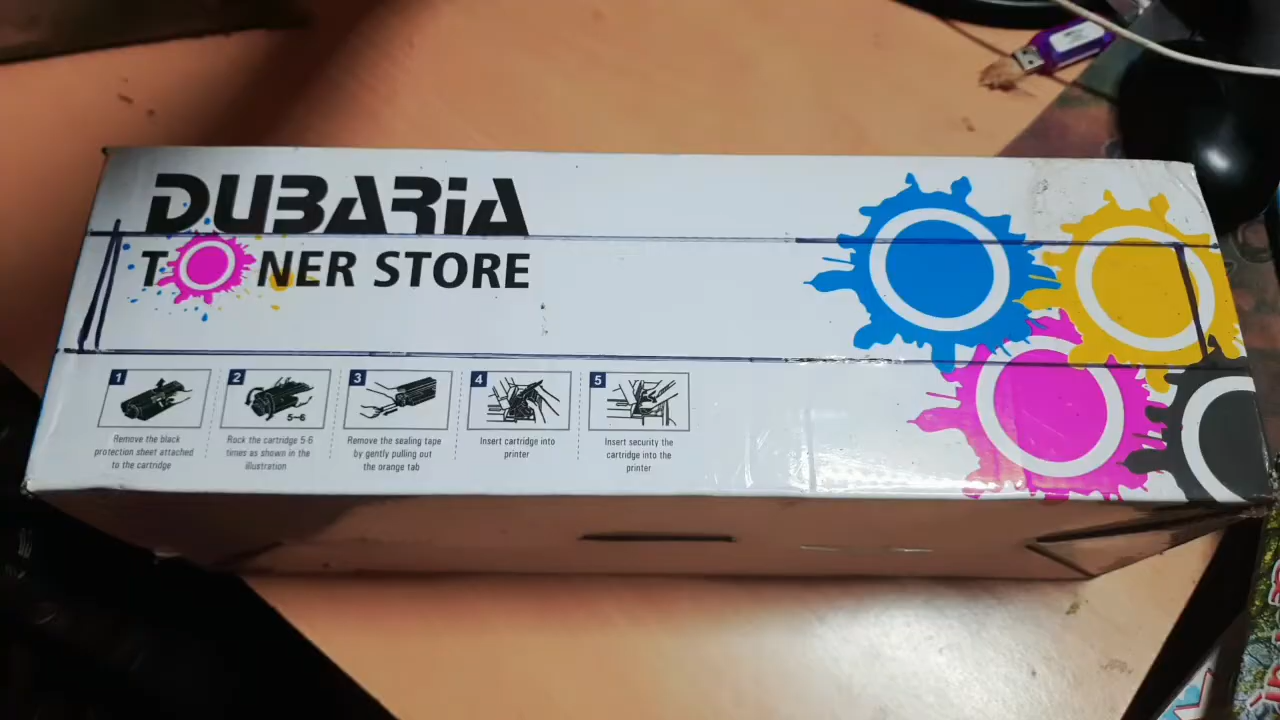 DUBARiA
TONER STORE
1
Remove the black
protection sheet attached
to the cartridge
2
5-6
Rock the cartridge 5-6
times as shown in the
illustration
3
Remove the sealing tape
by gently pulling out
the orange tab
4
Insert cartridge into
printer
5
Insert security the
cartridge into the
printer